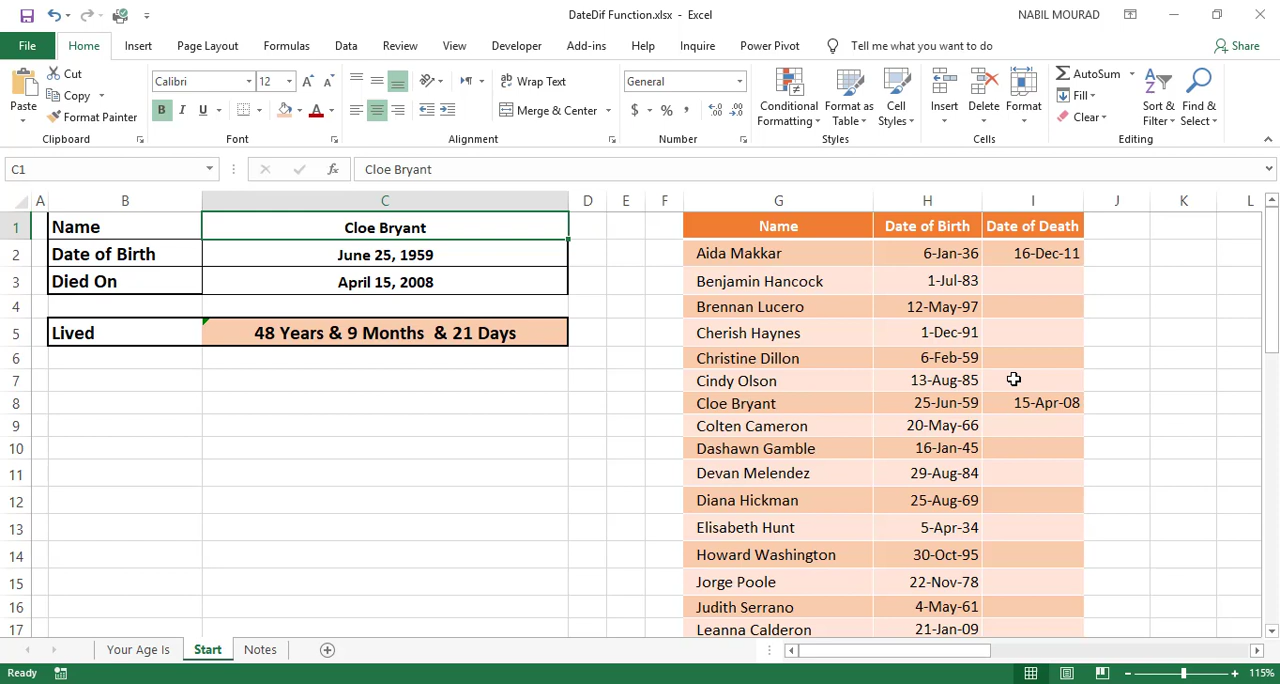 DateDif Function.xlsx - Excel
NABIL MOURAD
File Home Insert Page Layout Formulas Data Review View Developer Add-ins Help Inquire Power Pivot Tell me what you want to do Share
Paste
Cut
Copy
Format Painter
Clipboard
Calibri 12
B I U A
Font
Wrap Text
Merge & Center
Alignment
General
$ % ,
Number
Conditional Formatting
Format as Table
Cell Styles
Styles
Insert Delete Format
Cells
AutoSum
Fill
Clear
Sort & Filter
Find & Select
Editing
C1 fx Cloe Bryant
A B C D E F G H I J K L
1 Name Cloe Bryant Name Date of Birth Date of Death
2 Date of Birth June 25, 1959 Aida Makkar 6-Jan-36 16-Dec-11
3 Died On April 15, 2008 Benjamin Hancock 1-Jul-83
4 Brennan Lucero 12-May-97
5 Lived 48 Years & 9 Months & 21 Days Cherish Haynes 1-Dec-91
6 Christine Dillon 6-Feb-59
7 Cindy Olson 13-Aug-85
8 Cloe Bryant 25-Jun-59 15-Apr-08
9 Colten Cameron 20-May-66
10 Dashawn Gamble 16-Jan-45
11 Devan Melendez 29-Aug-84
12 Diana Hickman 25-Aug-69
13 Elisabeth Hunt 5-Apr-34
14 Howard Washington 30-Oct-95
15 Jorge Poole 22-Nov-78
16 Judith Serrano 4-May-61
17 Leanna Calderon 21-Jan-09
Your Age Is Start Notes
Ready 115%